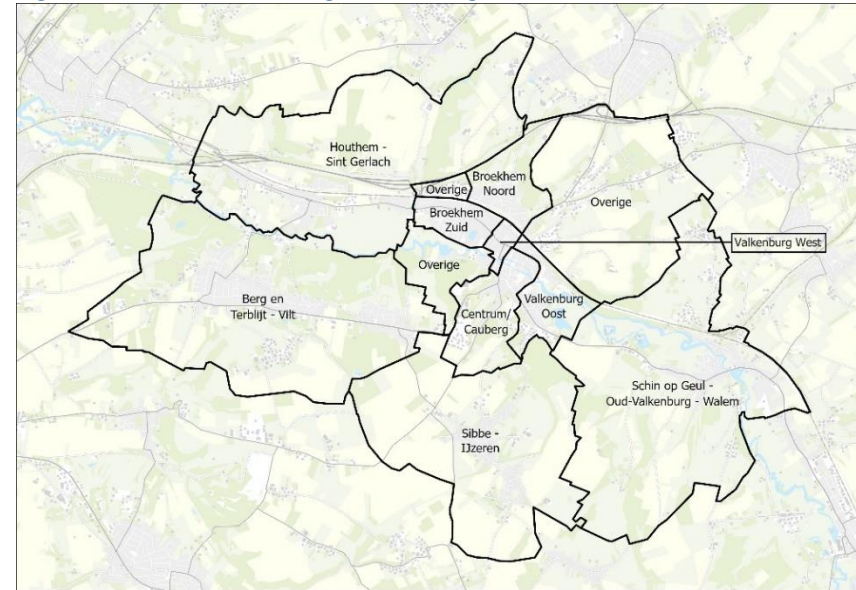 Houthem -
Sint Gerlach
Broekhem
Noord
Overige
Overige
Broekhem
Zuid
Valkenburg West
Overige
Berg en
Terblijt - Vilt
Centrum/
Cauberg
Valkenburg
Oost
Schin op Geul -
Oud-Valkenburg - Walem
Sibbe -
IJzeren